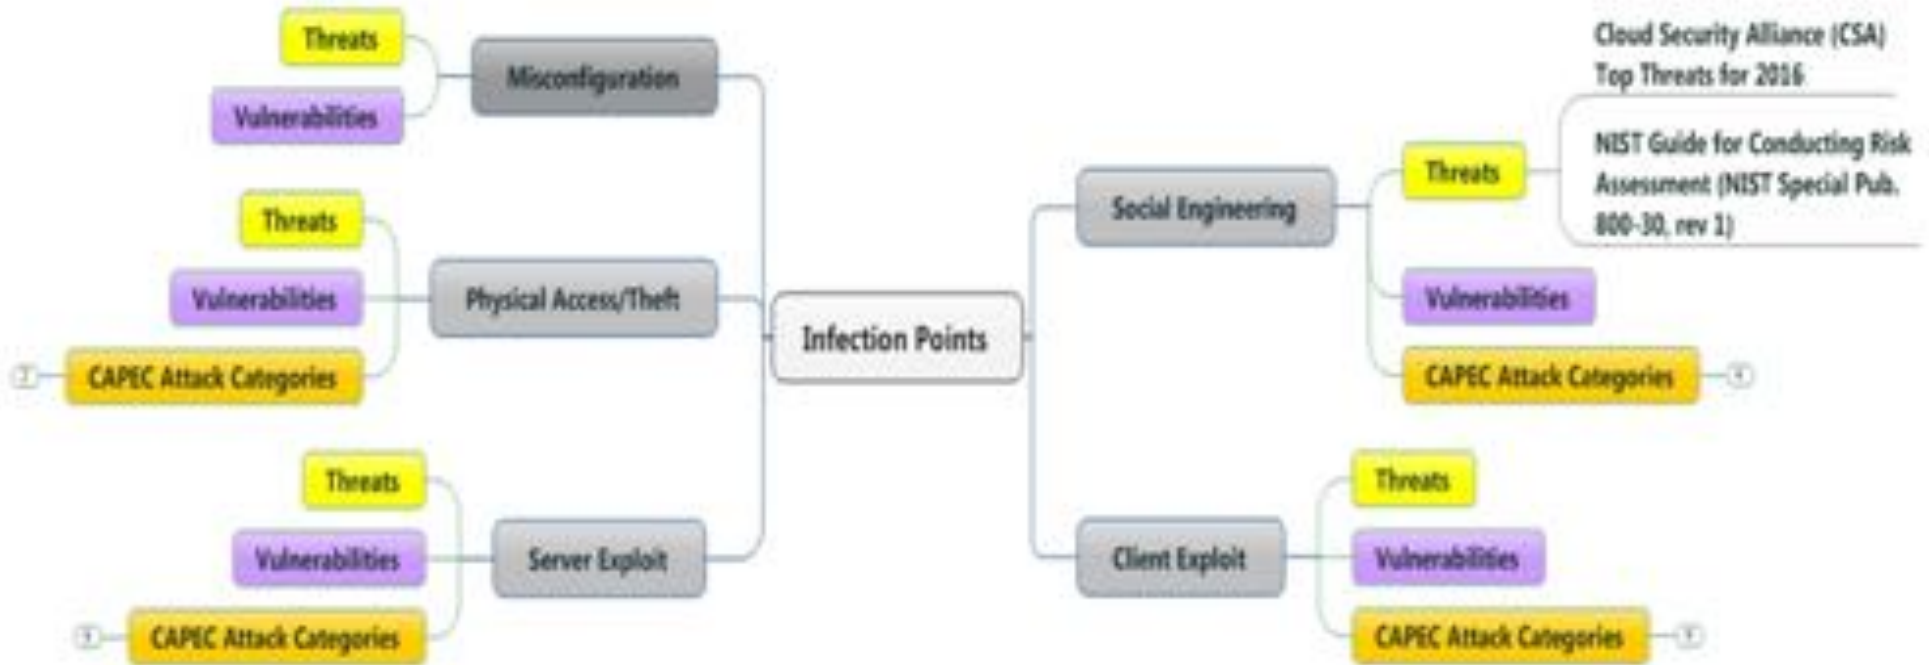 Threats
Misconfiguration
Vulnerabilities
Threats
Vulnerabilities
Physical Access/Theft
CAPEC Attack Categories
Threats
Vulnerabilities
Server Exploit
CAPEC Attack Categories
Infection Points
Cloud Security Alliance (CSA)
Top Threats for 2016
NIST Guide for Conducting Risk
Assessment (NIST Special Pub.
800-30, rev 1)
Threats
Social Engineering
Vulnerabilities
CAPEC Attack Categories
Threats
Client Exploit
Vulnerabilities
CAPEC Attack Categories